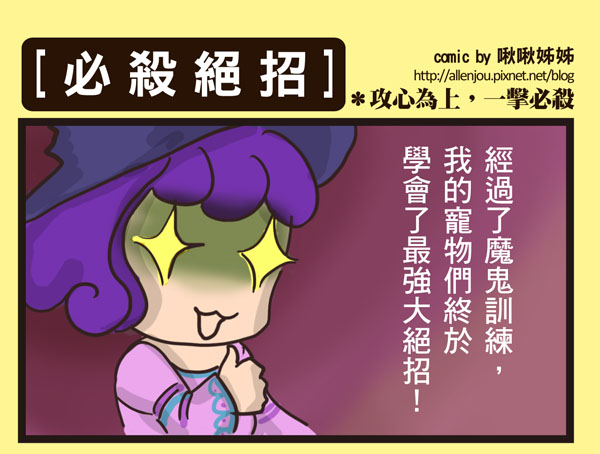 [必殺絕招]
comic by 啾啾姊姊
http://allenjou.pixnet.net/blog
＊攻心為上，一擊必殺
經過了魔鬼訓練，
我的寵物們終於
學會了最強大絕招！